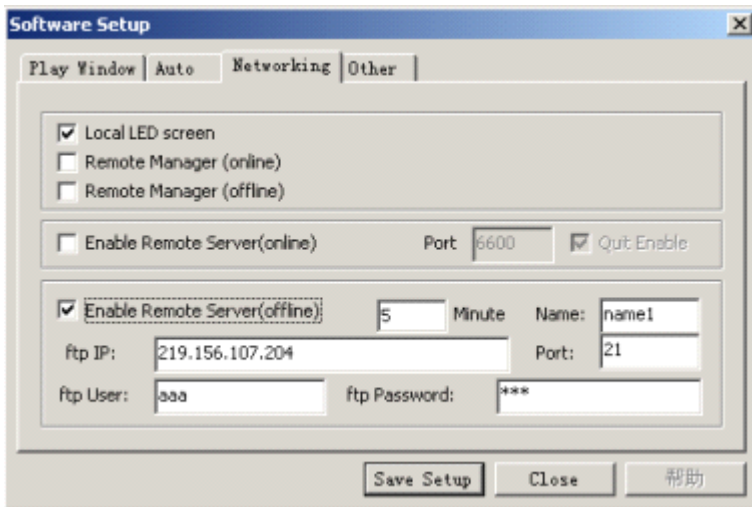 Software Setup
Play Window Auto Networking Other
Local LED screen
Remote Manager (online)
Remote Manager (offline)
Enable Remote Server(online) Port 6600 Quit Enable
Enable Remote Server(offline) 5 Minute Name: name1
ftp IP: 219.156.107.204 Port: 21
ftp User: aaa ftp Password: ***
Save Setup Close 帮助